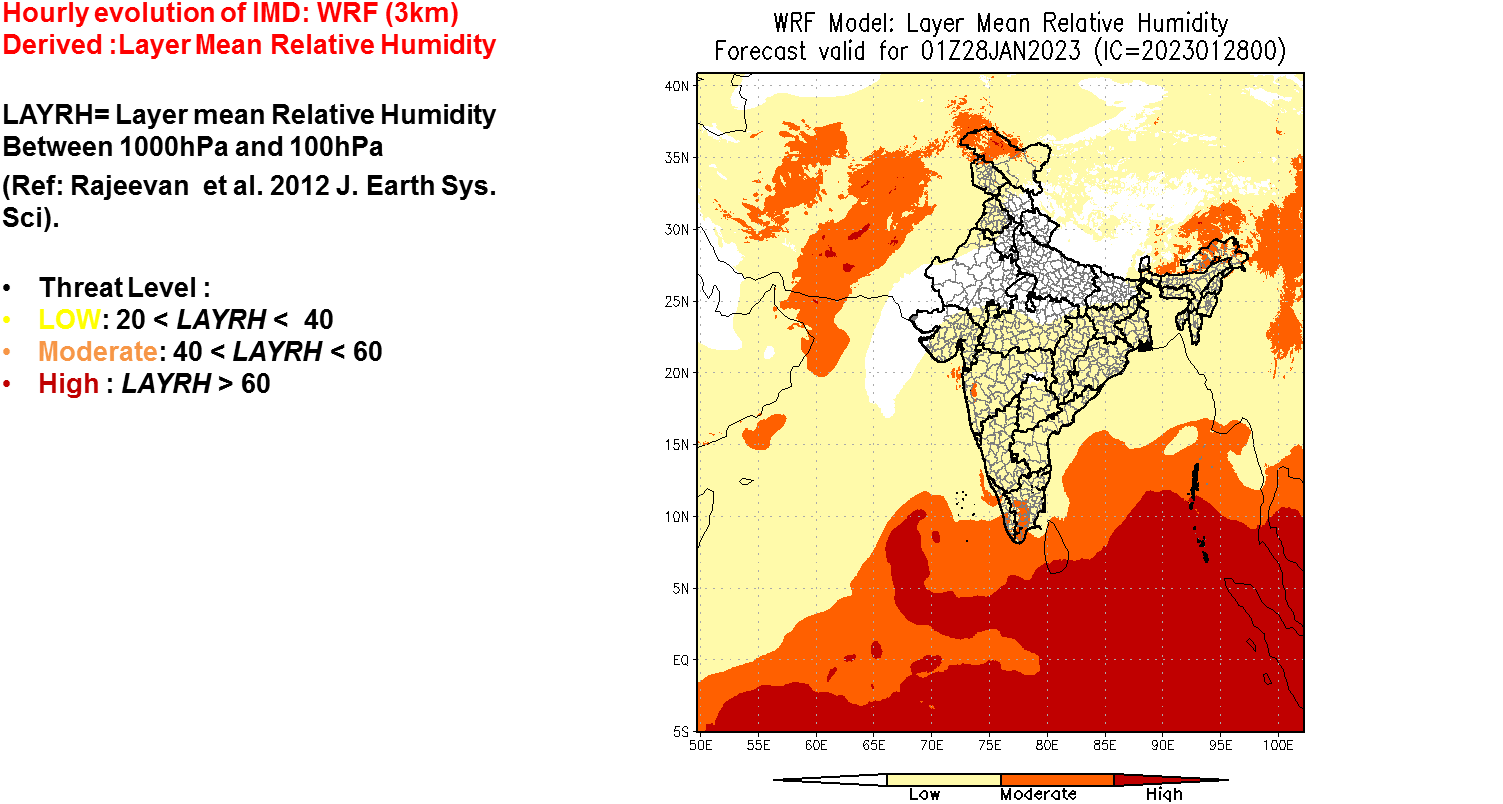 Hourly evolution of IMD: WRF (3km)
Derived :Layer Mean Relative Humidity
LAYRH= Layer mean Relative Humidity
Between 1000hPa and 100hPa
(Ref: Rajeevan et al. 2012 J. Earth Sys.
Sci).
• Threat Level :
• LOW: 20 < LAYRH < 40
• Moderate: 40 < LAYRH < 60
• High : LAYRH > 60
WRF Model: Layer Mean Relative Humidity
Forecast valid for 01Z28JAN2023 (IC=2023012800)
40N
35N
30N
25N
20N
15N
10N
5N
EQ
5S
50E 55E 60E 65E 70E 75E 80E 85E 90E 95E 100E
Low Moderate High